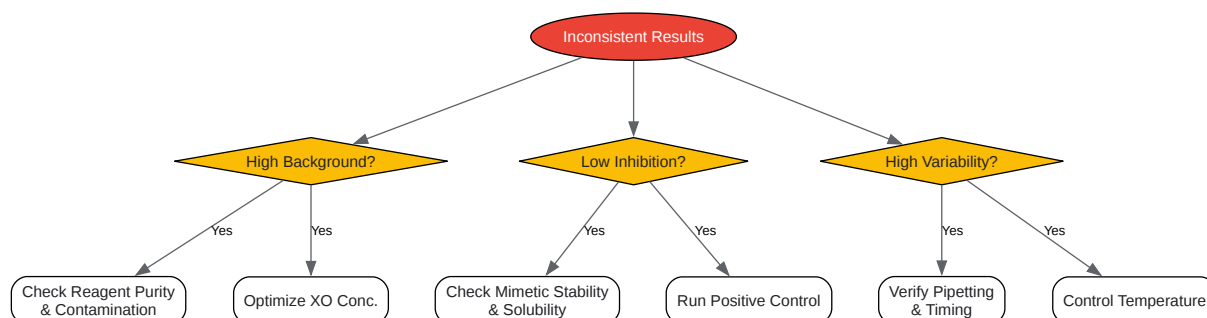 Inconsistent Results
High Background?
Low Inhibition?
High Variability?
Yes
Yes
Yes
Yes
Yes
Yes
Check Reagent Purity
& Contamination
Optimize XO Conc.
Check Mimetic Stability
& Solubility
Run Positive Control
Verify Pipetting
& Timing
Control Temperature